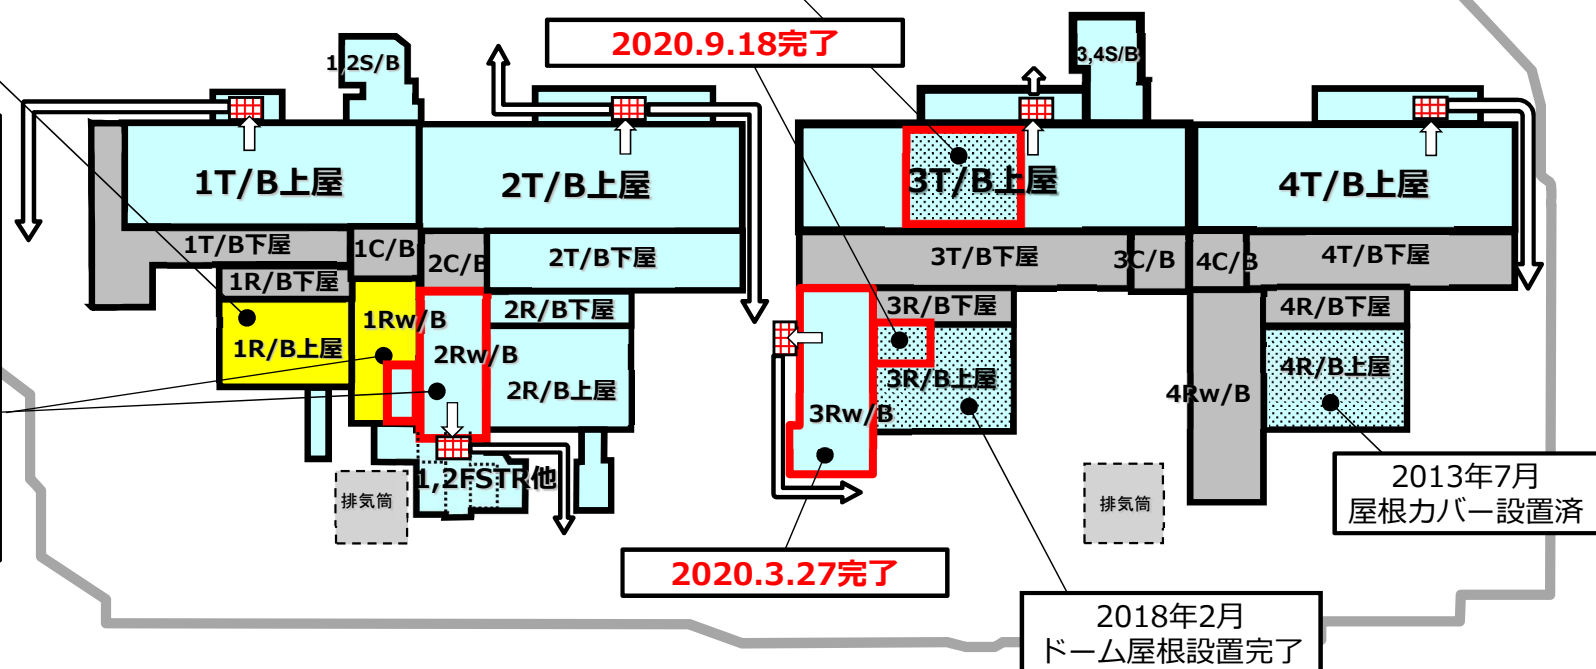 2020.9.18完了
1,2S/B
3,4S/B
1T/B上屋
2T/B上屋
3T/B上屋
4T/B上屋
1T/B下屋
1C/B
2C/B
2T/B下屋
3T/B下屋
3C/B
4C/B
4T/B下屋
1R/B下屋
2R/B下屋
3R/B下屋
4R/B下屋
1Rw/B
1R/B上屋
2Rw/B
2R/B上屋
3R/B上屋
4R/B上屋
3Rw/B
4Rw/B
1,2FSTR他
排気筒
排気筒
2013年7月
屋根カバー設置済
2020.3.27完了
2018年2月
ドーム屋根設置完了